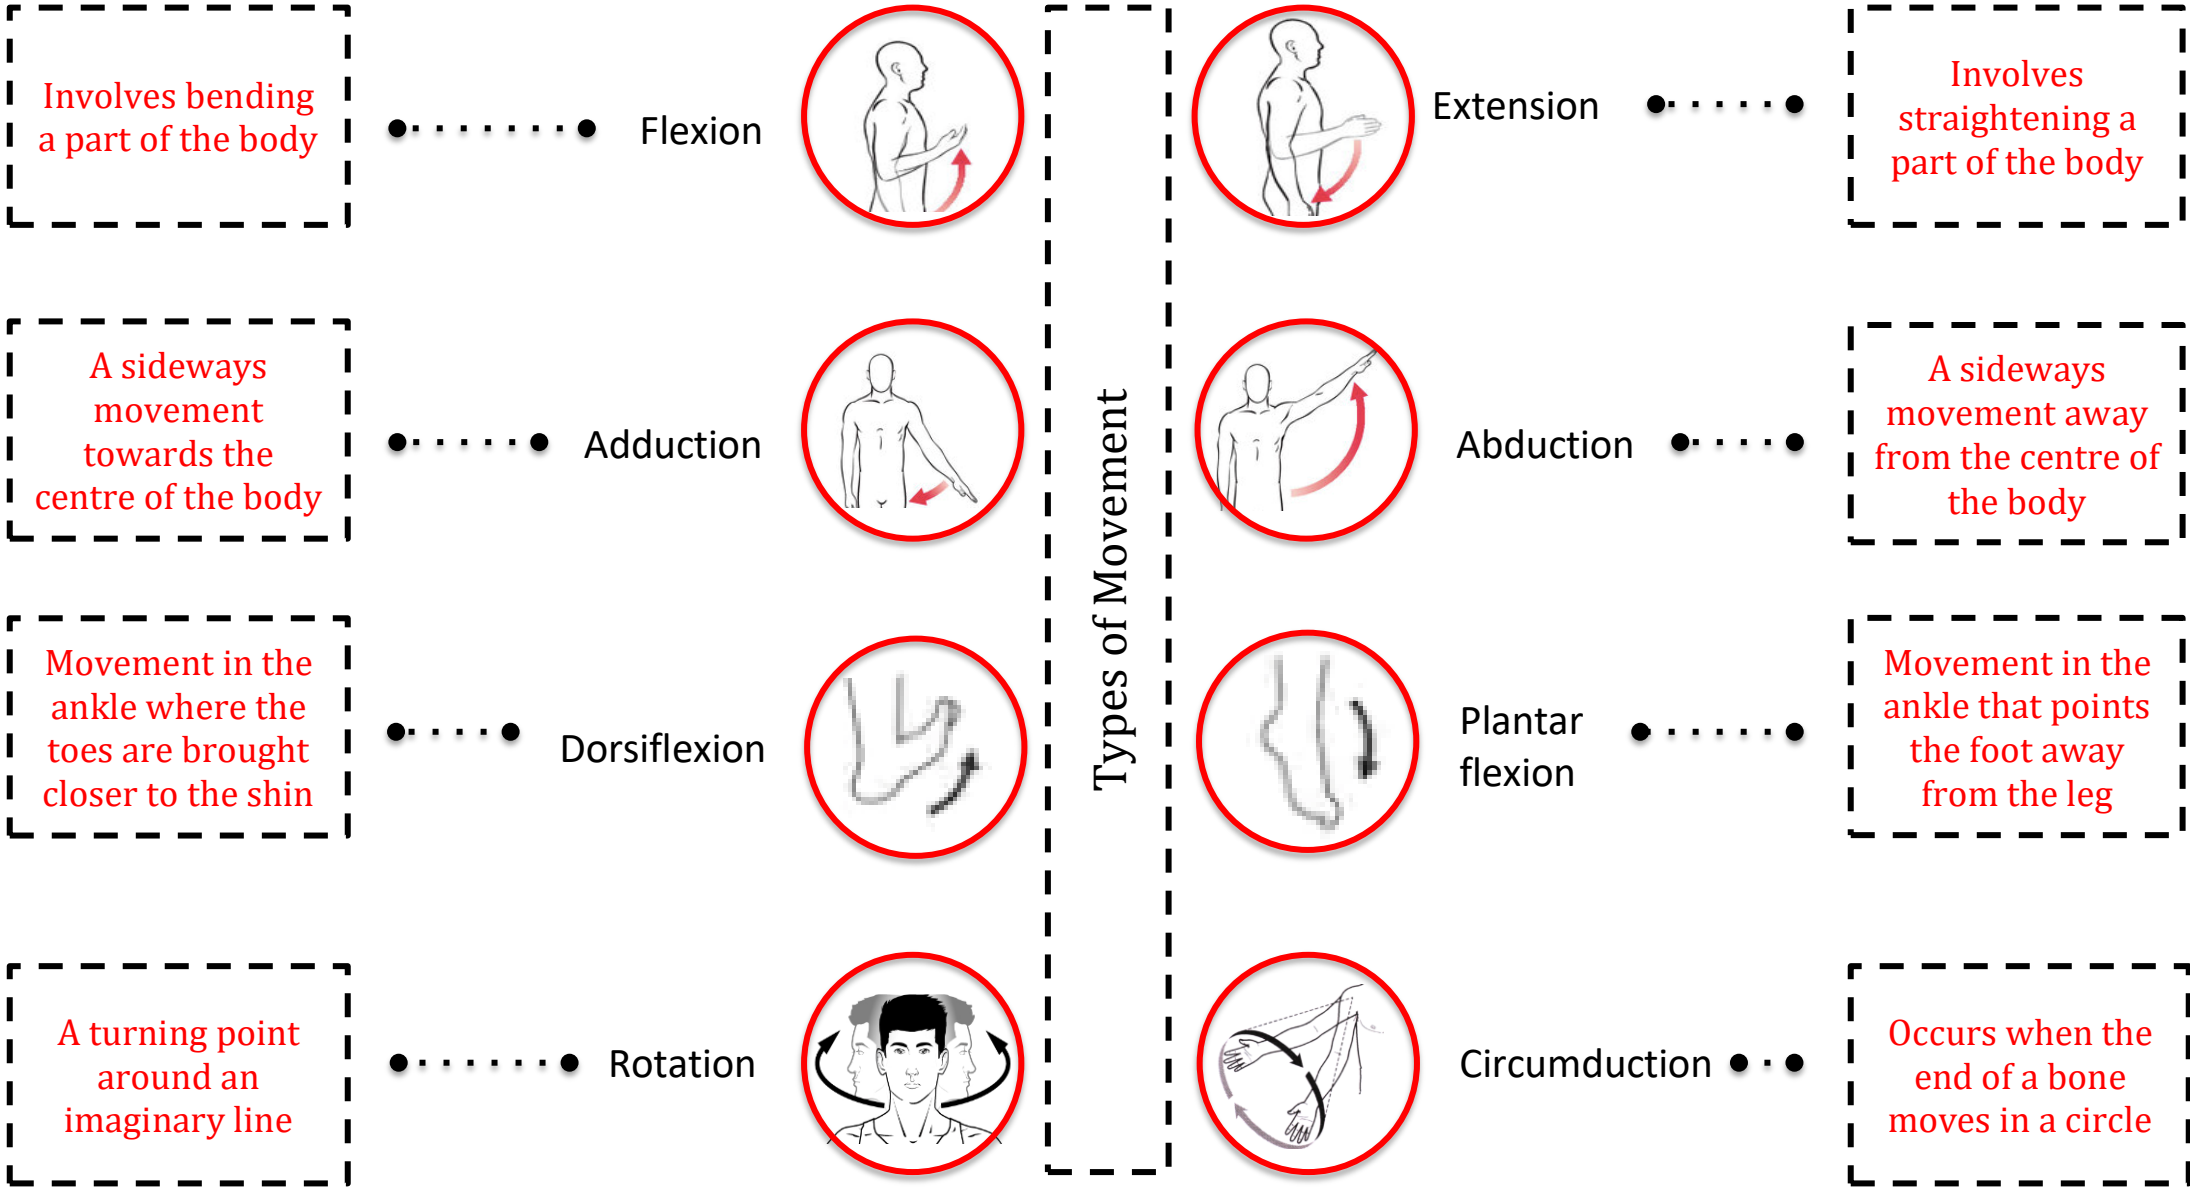 Involves bending
a part of the body
Flexion
Extension
Involves
straightening a
part of the body
A sideways
movement
towards the
centre of the body
Adduction
Abduction
A sideways
movement away
from the centre of
the body
Types of Movement
Movement in the
ankle where the
toes are brought
closer to the shin
Dorsiflexion
Plantar
flexion
Movement in the
ankle that points
the foot away
from the leg
A turning point
around an
imaginary line
Rotation
Circumduction
Occurs when the
end of a bone
moves in a circle